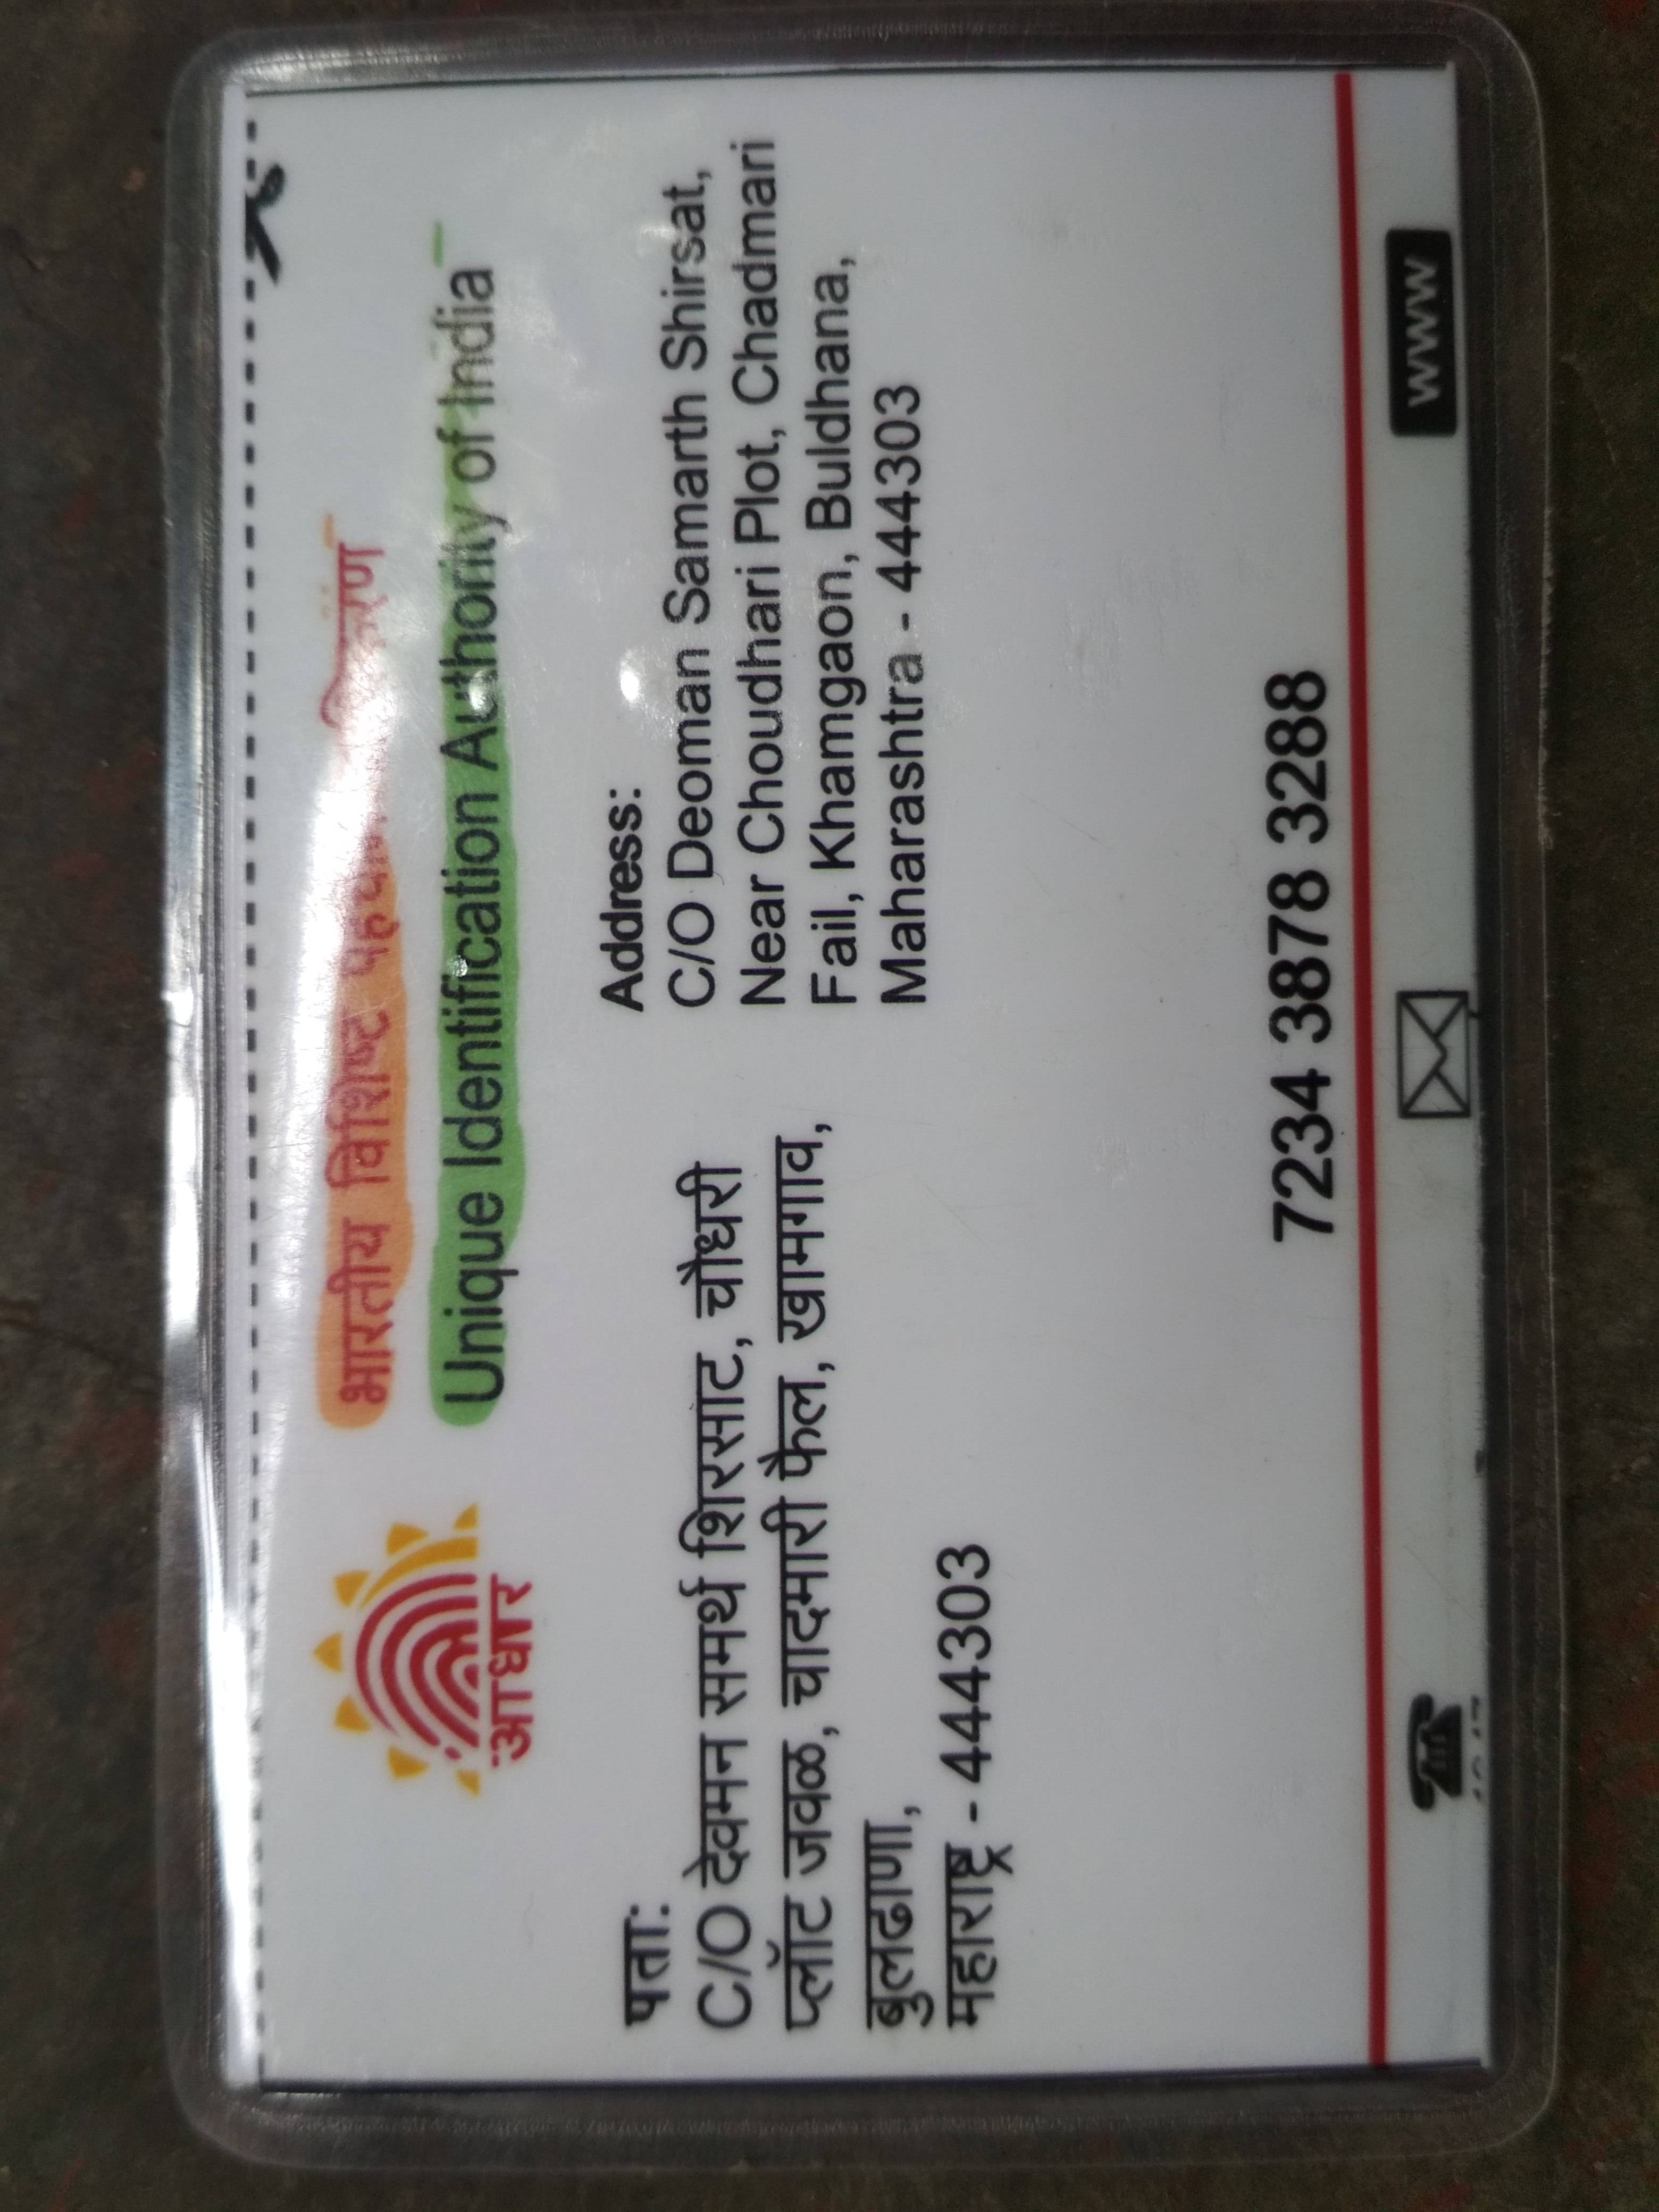 भारतीय विशिष्ट
Unique Identification Authority of India
आधार
पता:
C/O देवमन समर्थ शिरसाट, चौधरी
प्लॉट जवळ, चादमारी फेल, खामगाव,
बुलढाणा,
महाराष्ट्र - 444303
Address:
C/O Deoman Samarth Shirsat,
Near Choudhari Plot, Chadmari
Fail, Khamgaon, Buldhana,
Maharashtra - 444303
7234 3878 3288
www